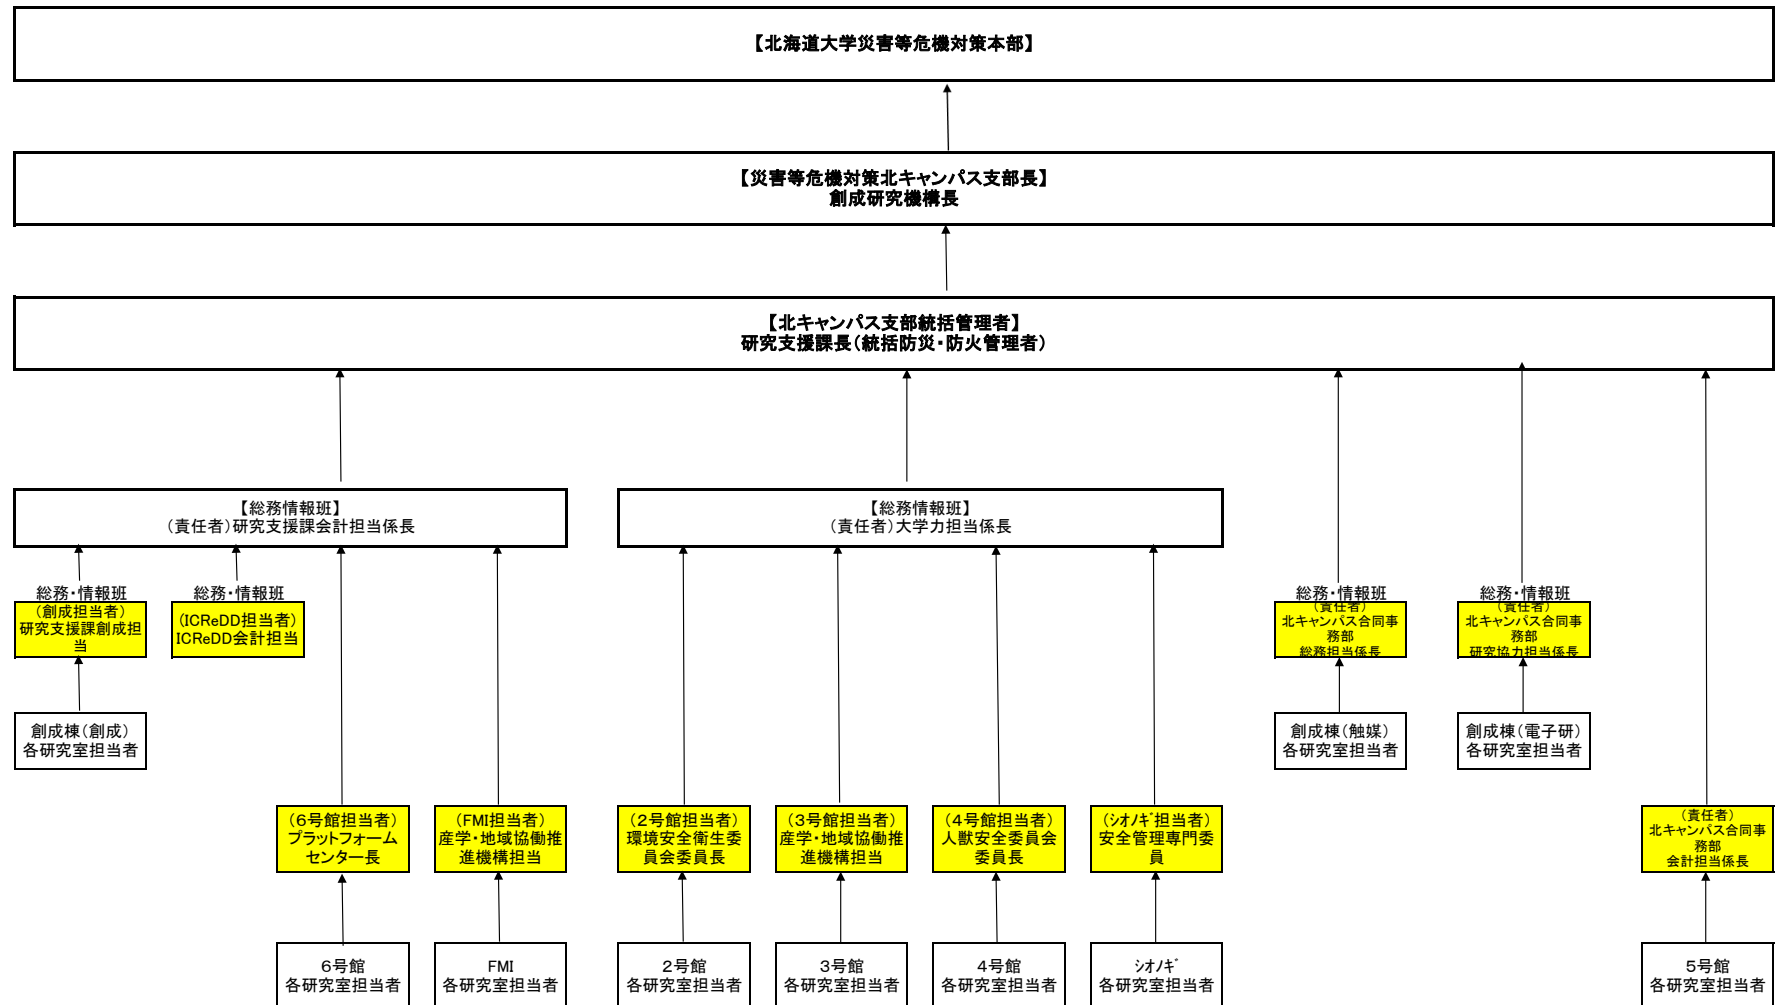 【北海道大学災害等危機対策本部】
【災害等危機対策北キャンパス支部長】
創成研究機構長
【北キャンパス支部統括管理者】
研究支援課長（統括防災・防火管理者）
【総務情報班】
（責任者）研究支援課会計担当係長
【総務情報班】
（責任者）大学力担当係長
総務・情報班
（創成担当者）
研究支援課創成担
当
総務・情報班
（ICReDD担当者）
ICReDD会計担当
総務・情報班
（責任者）
北キャンパス合同事
務部
総務担当係長
総務・情報班
（責任者）
北キャンパス合同事
務部
研究協力担当係長
創成棟（創成）
各研究室担当者
創成棟（触媒）
各研究室担当者
創成棟（電子研）
各研究室担当者
（6号館担当者）
プラットフォーム
センター長
（FMI担当者）
産学・地域協働推
進機構担当
（2号館担当者）
環境安全衛生委
員会委員長
（3号館担当者）
産学・地域協働推
進機構担当
（4号館担当者）
人獣安全委員会
委員長
（ｼｵﾉｷﾞ担当者）
安全管理専門委
員
（責任者）
北キャンパス合同事
務部
会計担当係長
6号館
各研究室担当者
FMI
各研究室担当者
2号館
各研究室担当者
3号館
各研究室担当者
4号館
各研究室担当者
ｼｵﾉｷﾞ
各研究室担当者
5号館
各研究室担当者